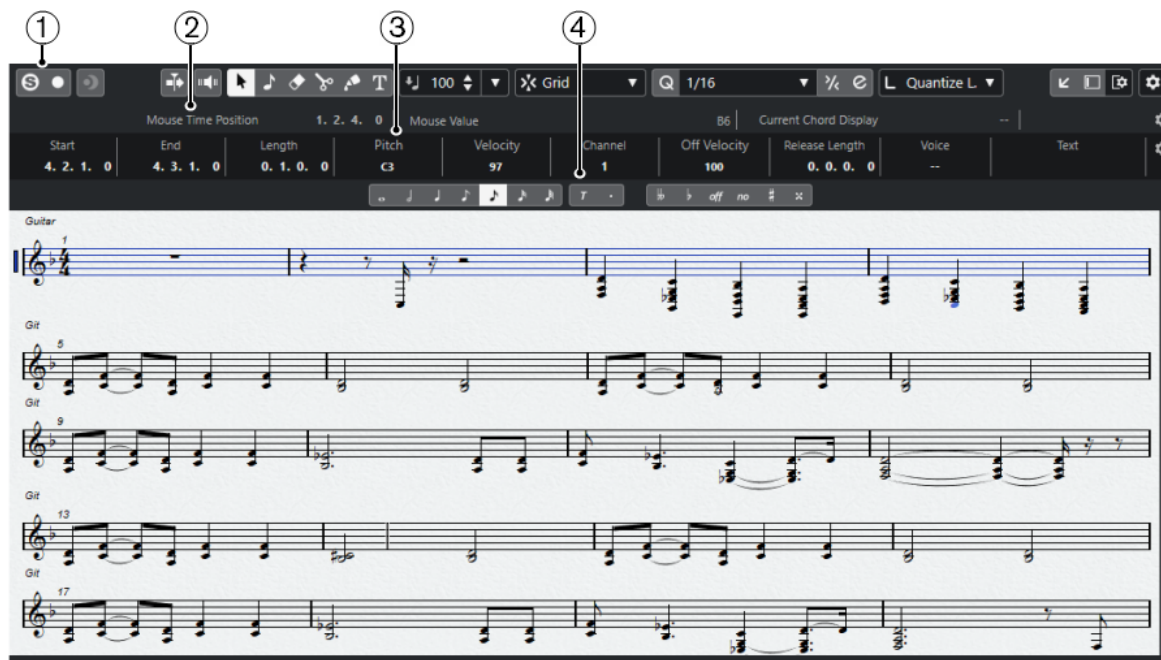 1 2 3 4
S T 100 Grid Q 1/16 e L Quantize L.
Mouse Time Position 1. 2. 4. 0 Mouse Value B6 Current Chord Display --
Start End Length Pitch Velocity Channel Off Velocity Release Length Voice Text
4. 2. 1. 0 4. 3. 1. 0 0. 1. 0. 0 C3 97 1 100 0. 0. 0. 0 --
T . off no
Guitar
1
4
4
Git
5
Git
9
Git
13
Git
17